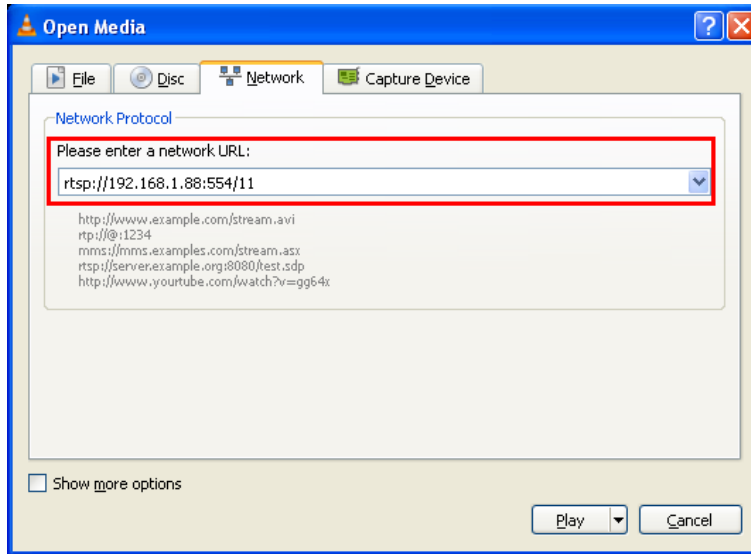 Open Media
File Disc Network Capture Device
Network Protocol
Please enter a network URL:
rtsp://192.168.1.88:554/11
http://www.example.com/stream.avi
rtp://@:1234
mms://mms.examples.com/stream.asx
rtsp://server.example.org:8080/test.sdp
http://www.yourtube.com/watch?v=gg64x
Show more options
Play Cancel